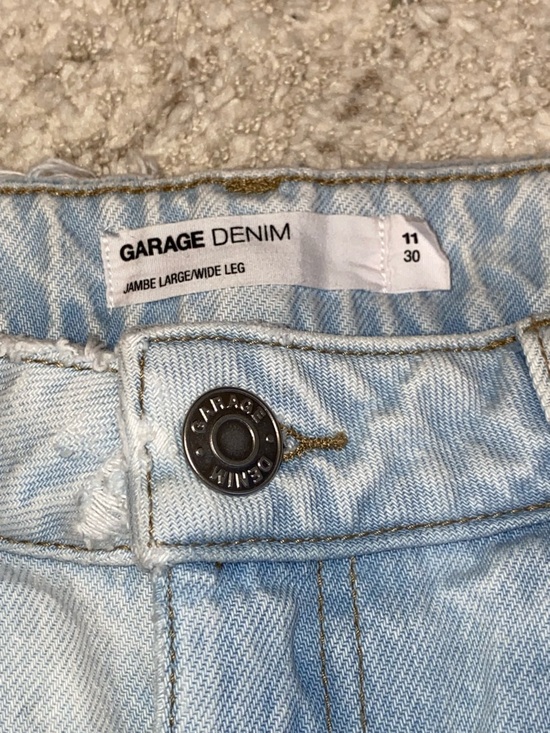 GARAGE DENIM
JAMBE LARGE/WIDE LEG
11
30
GARAGE
DENIM